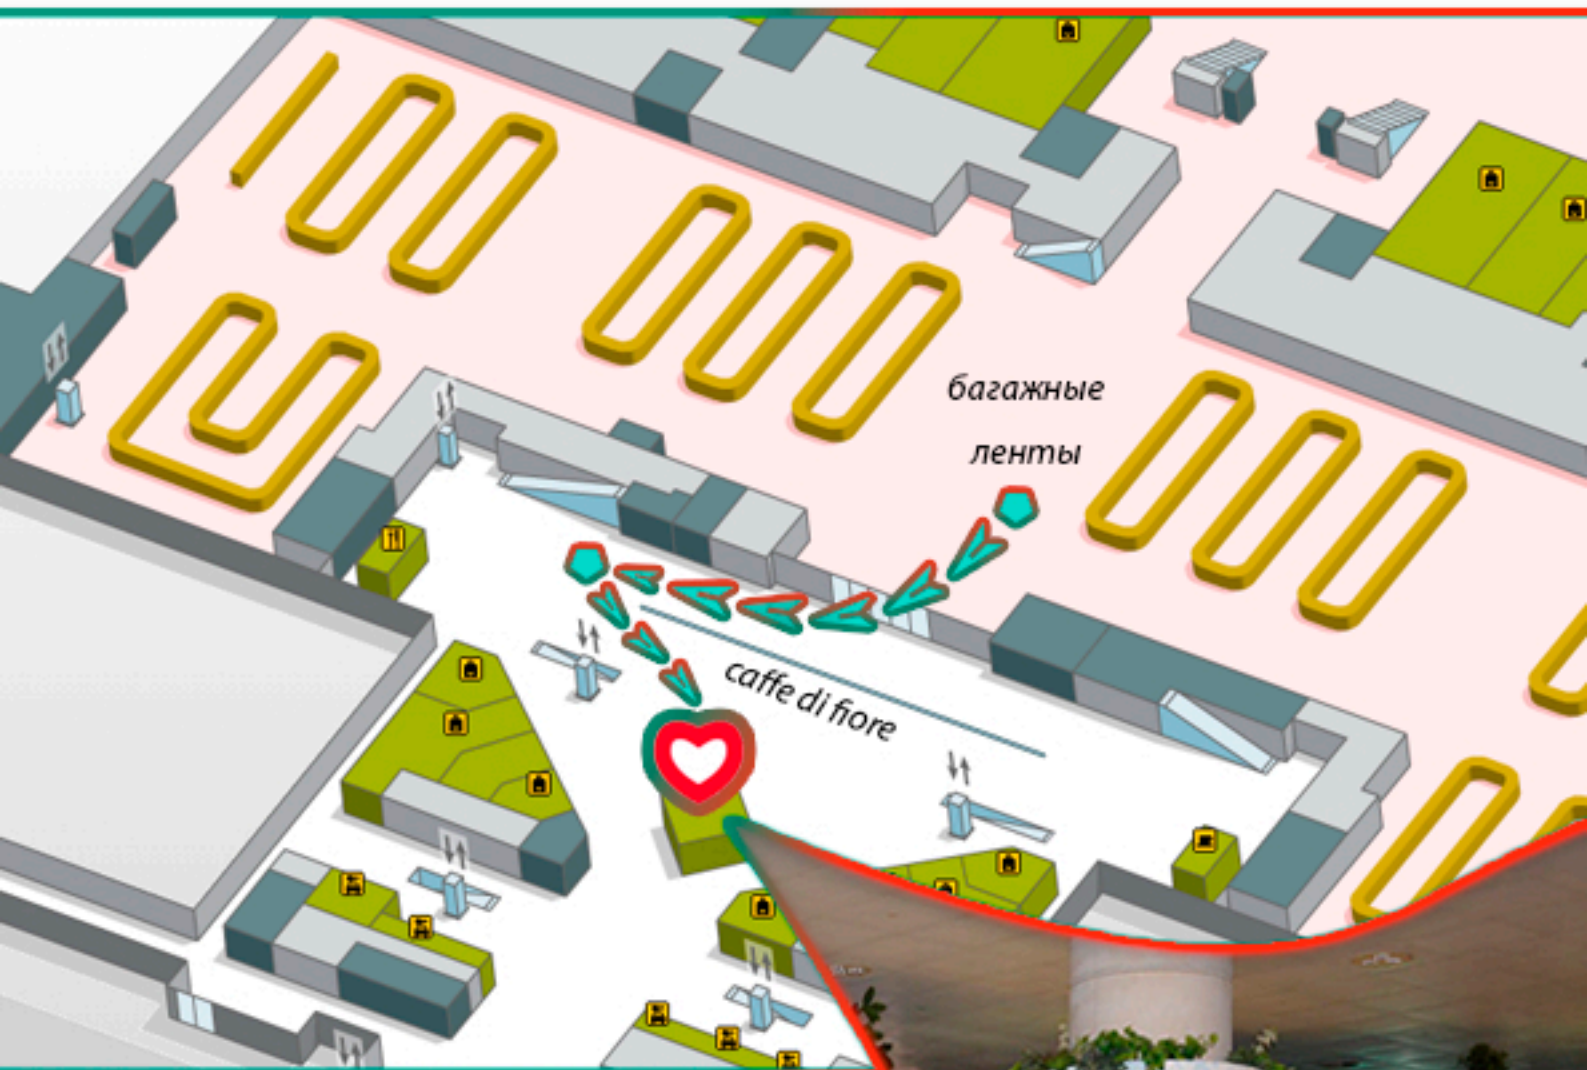 багажные
ленты
caffe di fiore